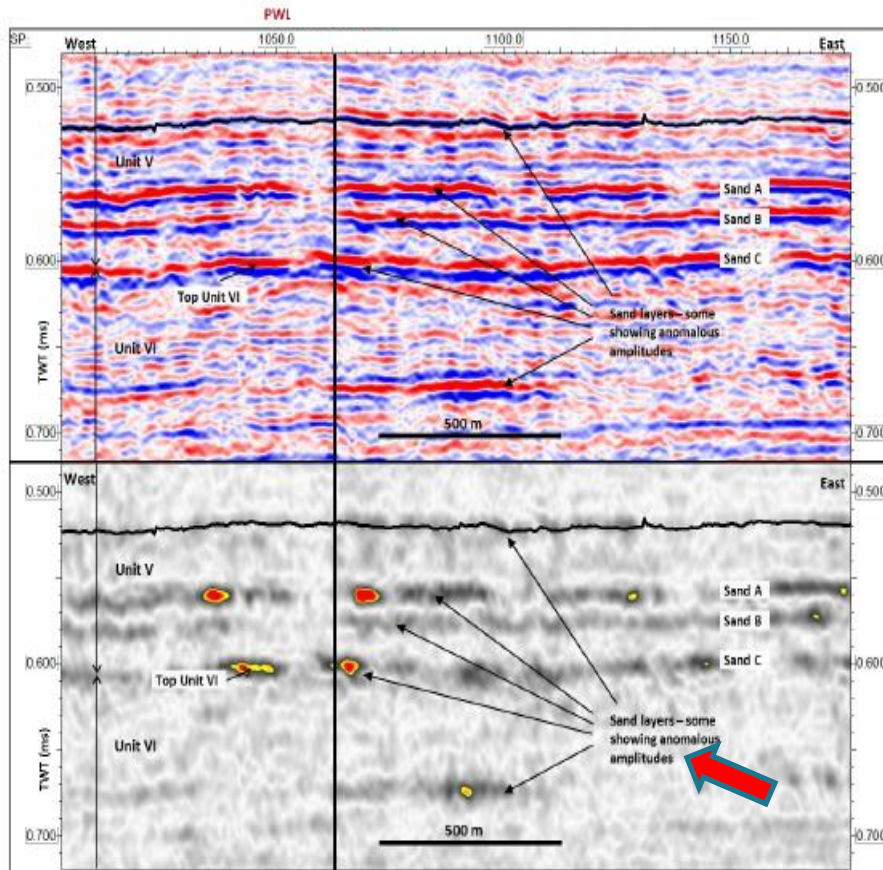 PWL
SP: West 1050.0 1100.0 1150.0 East
0.500 0.500
Unit V
Sand A
Sand B
0.600 Sand C 0.600
Top Unit VI
Sand layers – some
showing anomalous
amplitudes
Unit VI
TWT (ms)
500 m
0.700 0.700
West East
0.500 0.500
Unit V
Sand A
Sand B
0.600 Sand C 0.600
Top Unit VI
Sand layers – some
showing anomalous
amplitudes
Unit VI
TWT (ms)
500 m
0.700 0.700